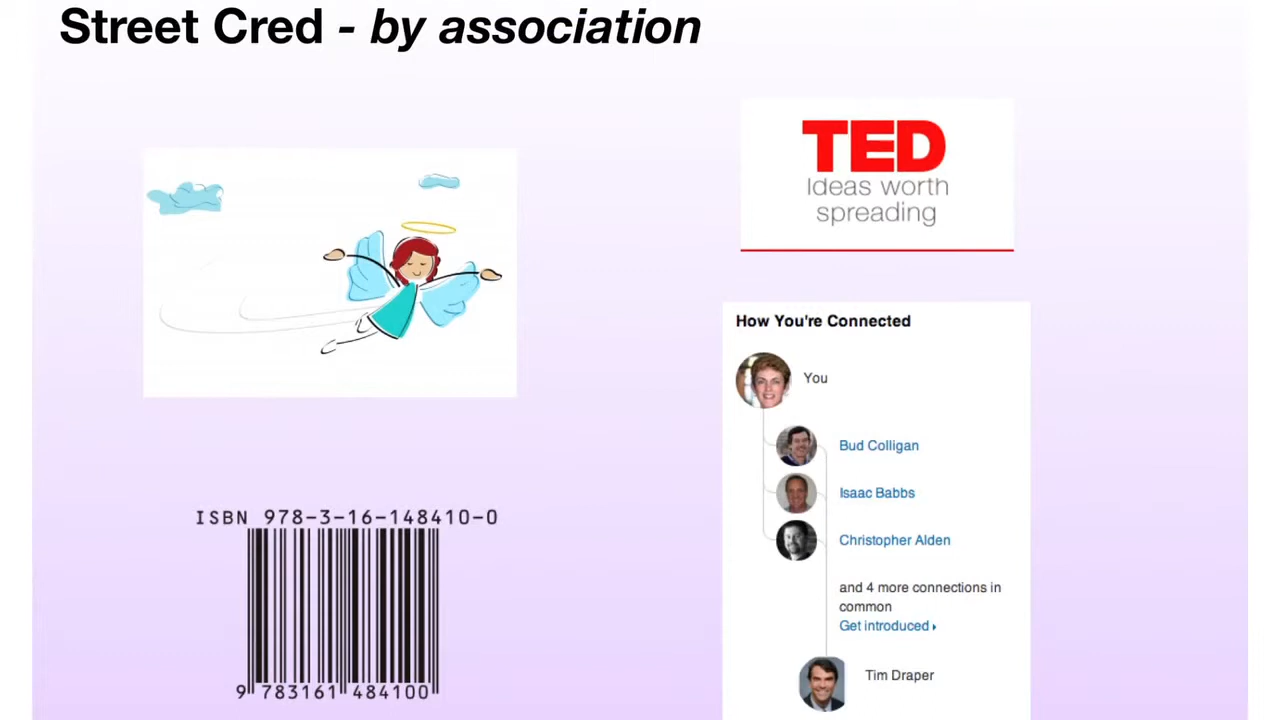 Street Cred - by association
TED
Ideas worth
spreading
How You're Connected
You
Bud Colligan
Isaac Babbs
Christopher Alden
and 4 more connections in
common
Get introduced
Tim Draper
ISBN 978-3-16-148410-0
9 783161 484100